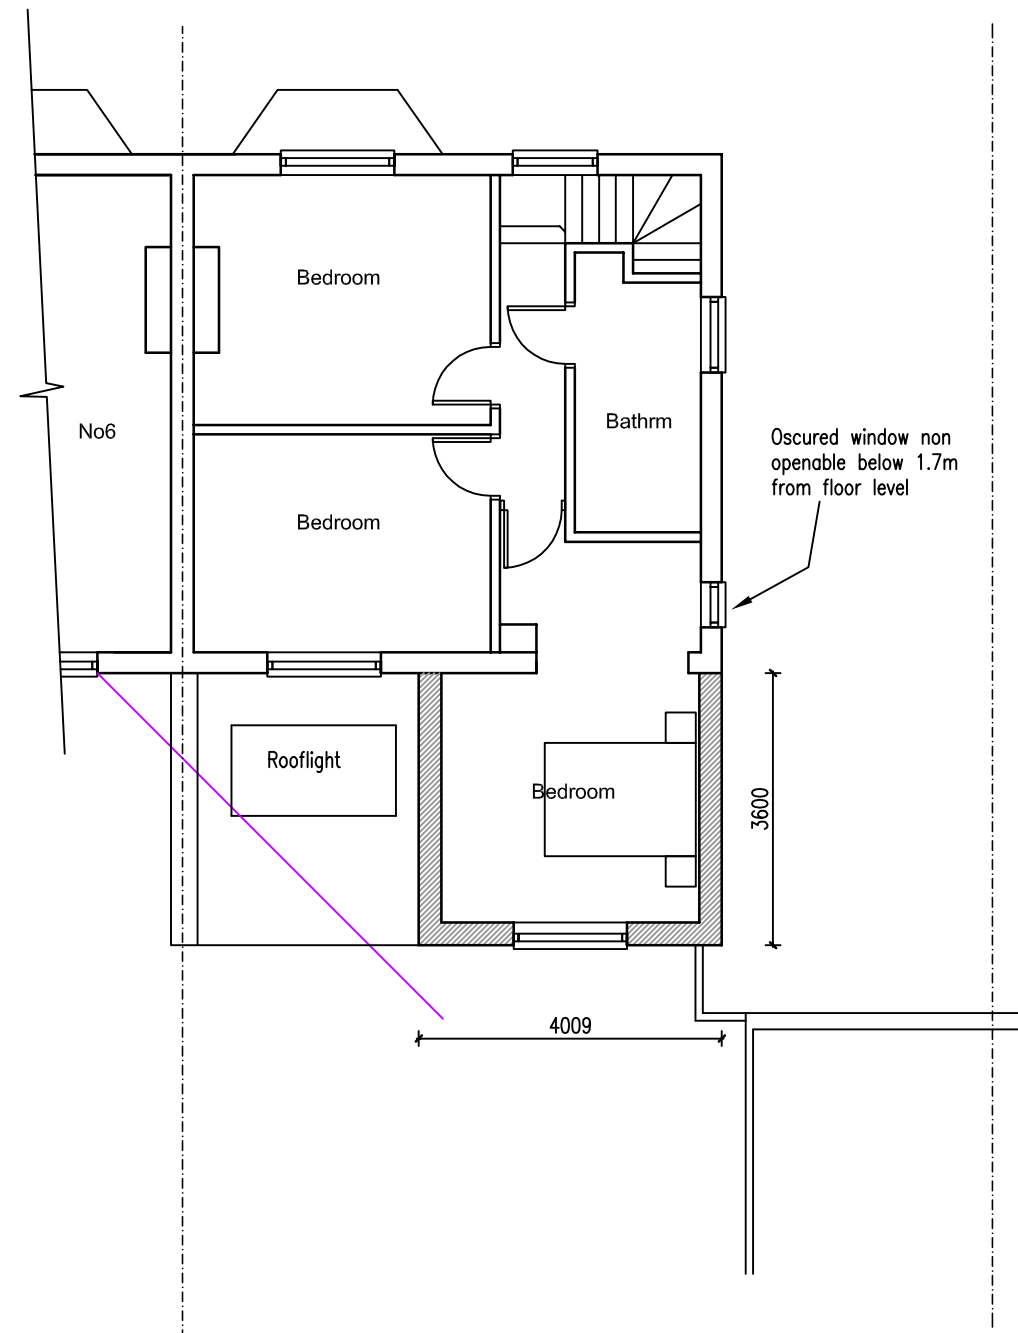 Bedroom
Bathrm
No6
Oscured window non
openable below 1.7m
from floor level
Bedroom
Rooflight
Bedroom
3600
4009